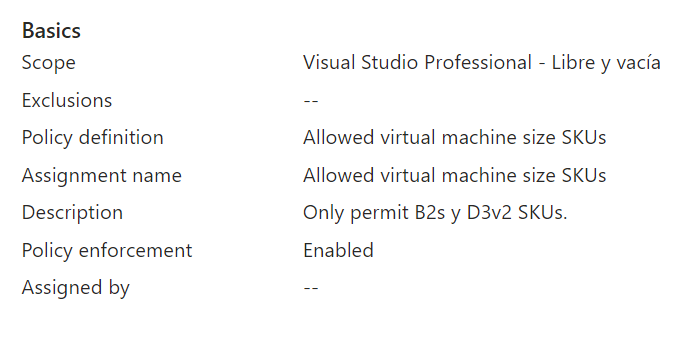 Basics
Scope Visual Studio Professional - Libre y vacía
Exclusions --
Policy definition Allowed virtual machine size SKUs
Assignment name Allowed virtual machine size SKUs
Description Only permit B2s y D3v2 SKUs.
Policy enforcement Enabled
Assigned by --